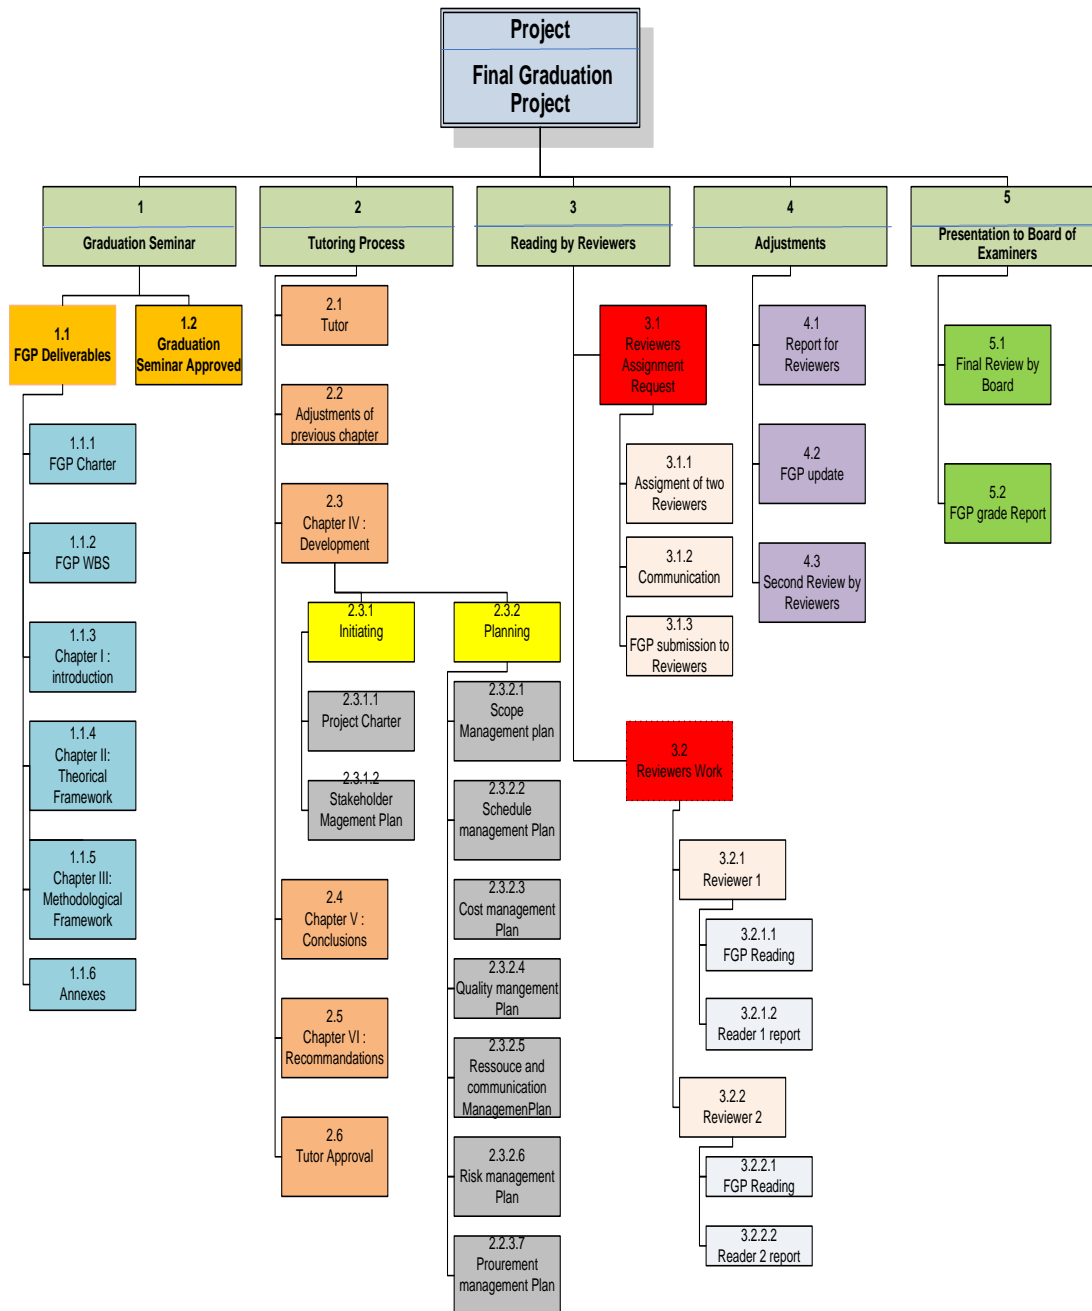 Project
Final Graduation
Project
1
Graduation Seminar
2
Tutoring Process
3
Reading by Reviewers
4
Adjustments
5
Presentation to Board of
Examiners
1.1
FGP Deliverables
1.2
Graduation
Seminar Approved
1.1.1
FGP Charter
1.1.2
FGP WBS
1.1.3
Chapter I :
introduction
1.1.4
Chapter II:
Theorical
Framework
1.1.5
Chapter III:
Methodological
Framework
1.1.6
Annexes
2.1
Tutor
2.2
Adjustments of
previous chapter
2.3
Chapter IV :
Development
2.3.1
Initiating
2.3.1.1
Project Charter
2.3.1.2
Stakeholder
Magement Plan
2.3.2
Planning
2.3.2.1
Scope
Management plan
2.3.2.2
Schedule
management Plan
2.3.2.3
Cost management
Plan
2.3.2.4
Quality mangement
Plan
2.3.2.5
Ressouce and
communication
ManagemenPlan
2.3.2.6
Risk management
Plan
2.2.3.7
Prourement
management Plan
2.4
Chapter V :
Conclusions
2.5
Chapter VI :
Recommandations
2.6
Tutor Approval
3.1
Reviewers
Assignment
Request
3.1.1
Assigment of two
Reviewers
3.1.2
Communication
3.1.3
FGP submission to
Reviewers
3.2
Reviewers Work
3.2.1
Reviewer 1
3.2.1.1
FGP Reading
3.2.1.2
Reader 1 report
3.2.2
Reviewer 2
3.2.2.1
FGP Reading
3.2.2.2
Reader 2 report
4.1
Report for
Reviewers
4.2
FGP update
4.3
Second Review by
Reviewers
5.1
Final Review by
Board
5.2
FGP grade Report